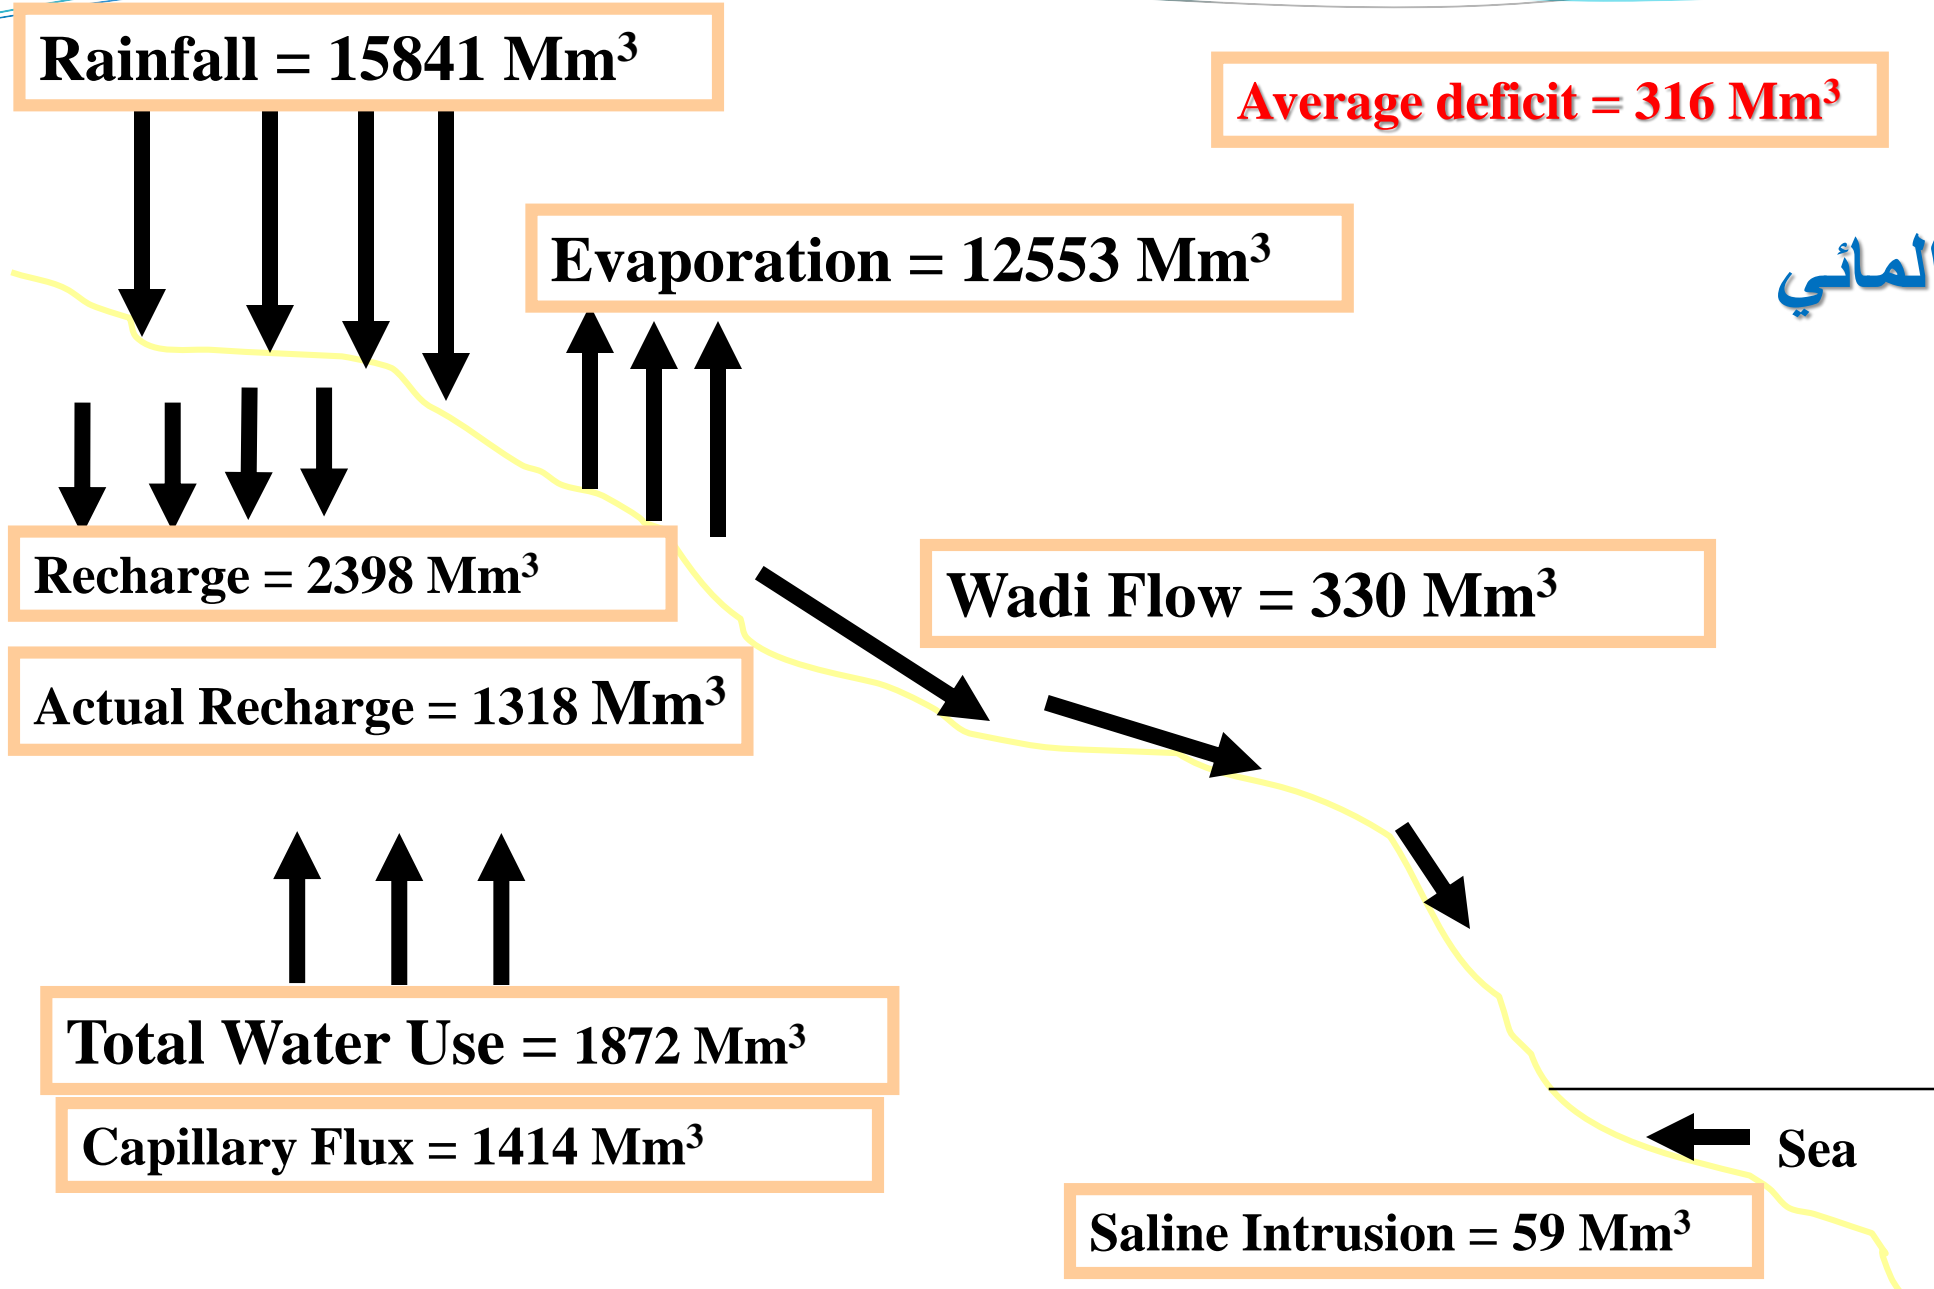 Rainfall = 15841 Mm³
Average deficit = 316 Mm³
Evaporation = 12553 Mm³
المائي
Recharge = 2398 Mm³
Wadi Flow = 330 Mm³
Actual Recharge = 1318 Mm³
Total Water Use = 1872 Mm³
Capillary Flux = 1414 Mm³
Sea
Saline Intrusion = 59 Mm³